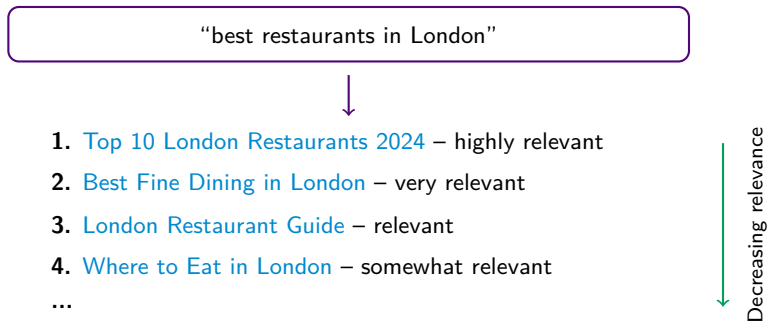 “best restaurants in London”
1. Top 10 London Restaurants 2024 – highly relevant
2. Best Fine Dining in London – very relevant
3. London Restaurant Guide – relevant
4. Where to Eat in London – somewhat relevant
...
Decreasing relevance